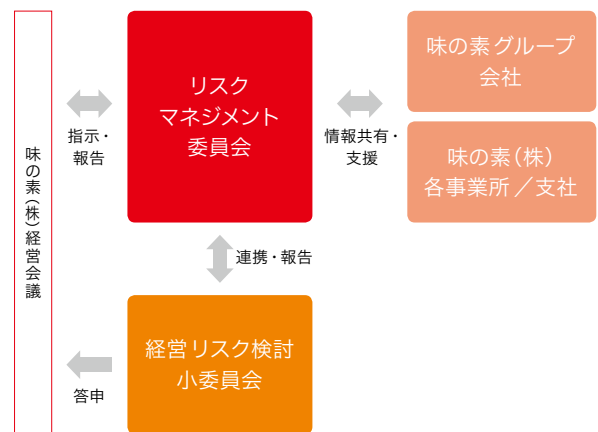 味の素(株)経営会議
指示・
報告
リスク
マネジメント
委員会
情報共有・
支援
味の素グループ
会社
味の素(株)
各事業所／支社
連携・報告
経営リスク検討
小委員会
答申